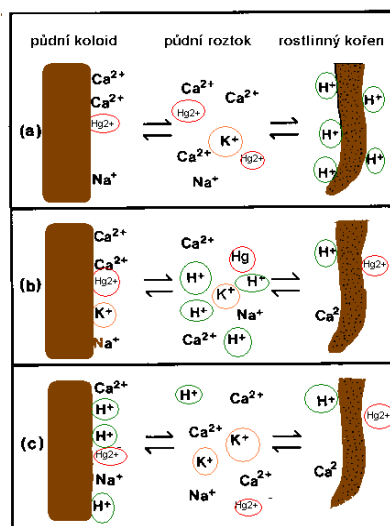 půdní koloid půdní roztok rostlinný kořen
(a)
Ca²⁺
Ca²⁺
Hg2+
Na⁺
Ca²⁺
Ca²⁺
Hg2+
K⁺
Ca²⁺
Hg2+
Na⁺
H⁺
H⁺
H⁺
H⁺
H⁺
(b)
Ca²⁺
Ca²⁺
Hg2+
K⁺
Na⁺
Ca²⁺
Hg
H⁺
H⁺
K⁺
H⁺
Na⁺
Ca²⁺
H⁺
H⁺
Hg2+
Ca²
(c)
Ca²⁺
H⁺
H⁺
Hg2+
Na⁺
H⁺
H⁺
Ca²⁺
Ca²⁺
K⁺
K⁺
Ca²⁺
Na⁺
Hg2+
H⁺
Hg2+
Ca²